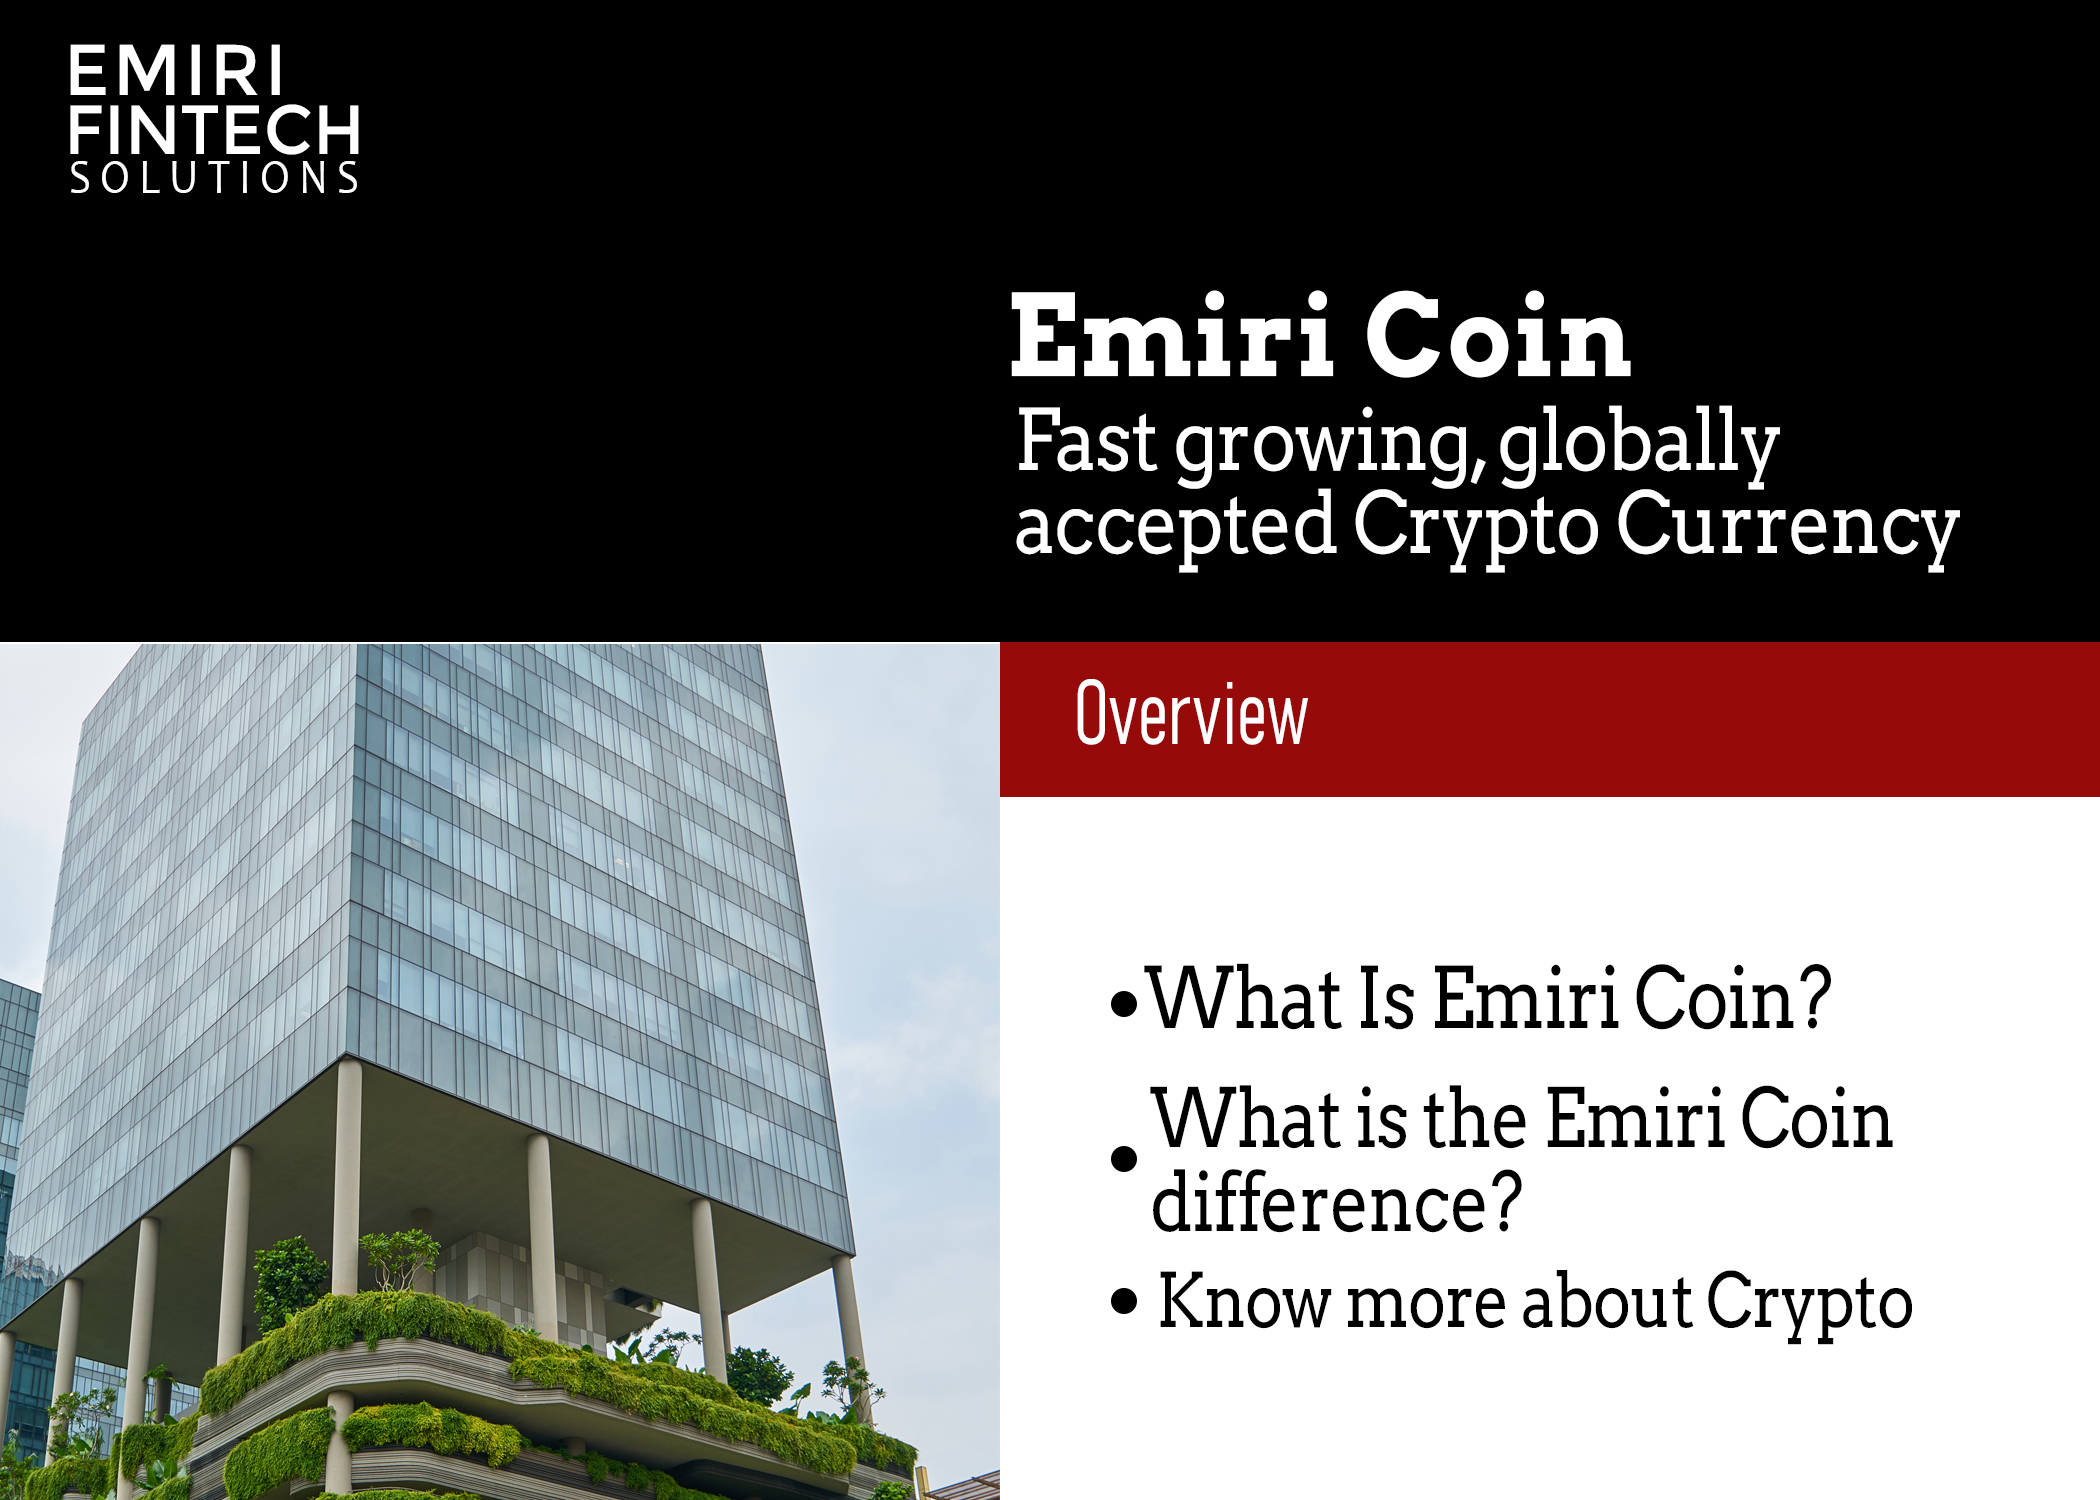 EMIRI
FINTECH
SOLUTIONS
Emiri Coin
Fast growing, globally
accepted Crypto Currency
Overview
•What Is Emiri Coin?
• What is the Emiri Coin
difference?
• Know more about Crypto